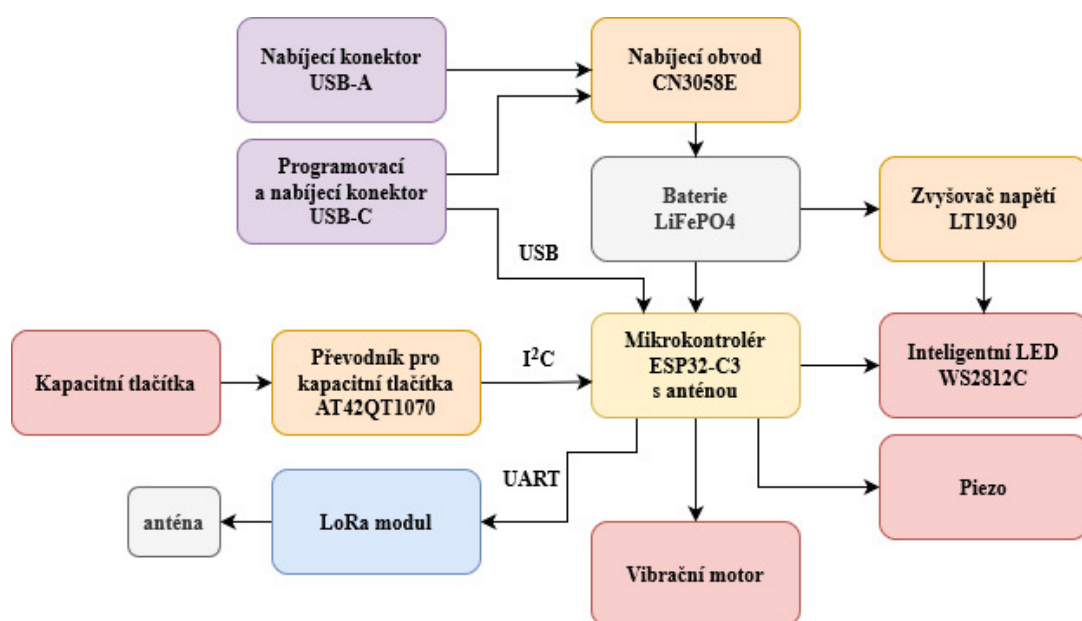 Nabíjecí konektor
USB-A
Nabíjecí obvod
CN3058E
Programovací
a nabíjecí konektor
USB-C
Baterie
LiFePO4
Zvyšovač napětí
LT1930
USB
Kapacitní tlačítka
Převodník pro
kapacitní tlačítka
AT42QT1070
I²C
Mikrokontrolér
ESP32-C3
s anténou
Inteligentní LED
WS2812C
UART
anténa
LoRa modul
Piezo
Vibrační motor